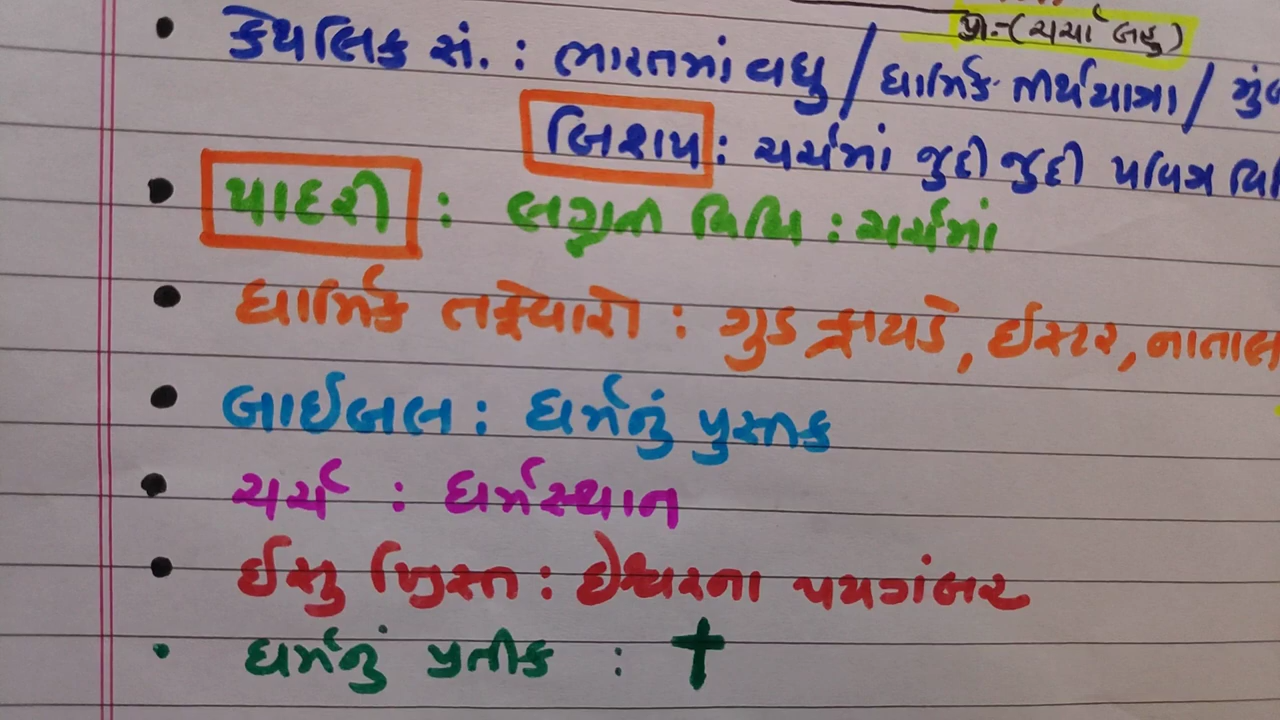 પ્રો.-(ચર્ચા લઘુ)
• કેથલિક સં. : ભારતમાં વધુ / ધાર્મિક તીર્થયાત્રા /
બિશપ : ચર્ચમાં જુદી જુદી પવિત્ર
• પાદરી : લગ્નની વિધિ : ચર્ચમાં
• ધાર્મિક તહેવારો : ગુડ ફ્રાયડે, ઈસ્ટર, નાતાલ
• બાઈબલ : ધર્મનું પુસ્તક
• ચર્ચ : ધર્મસ્થાન
• ઈસુ ખ્રિસ્ત : ઈશ્વરના પયગંબર
• ધર્મનું પ્રતીક : ✝